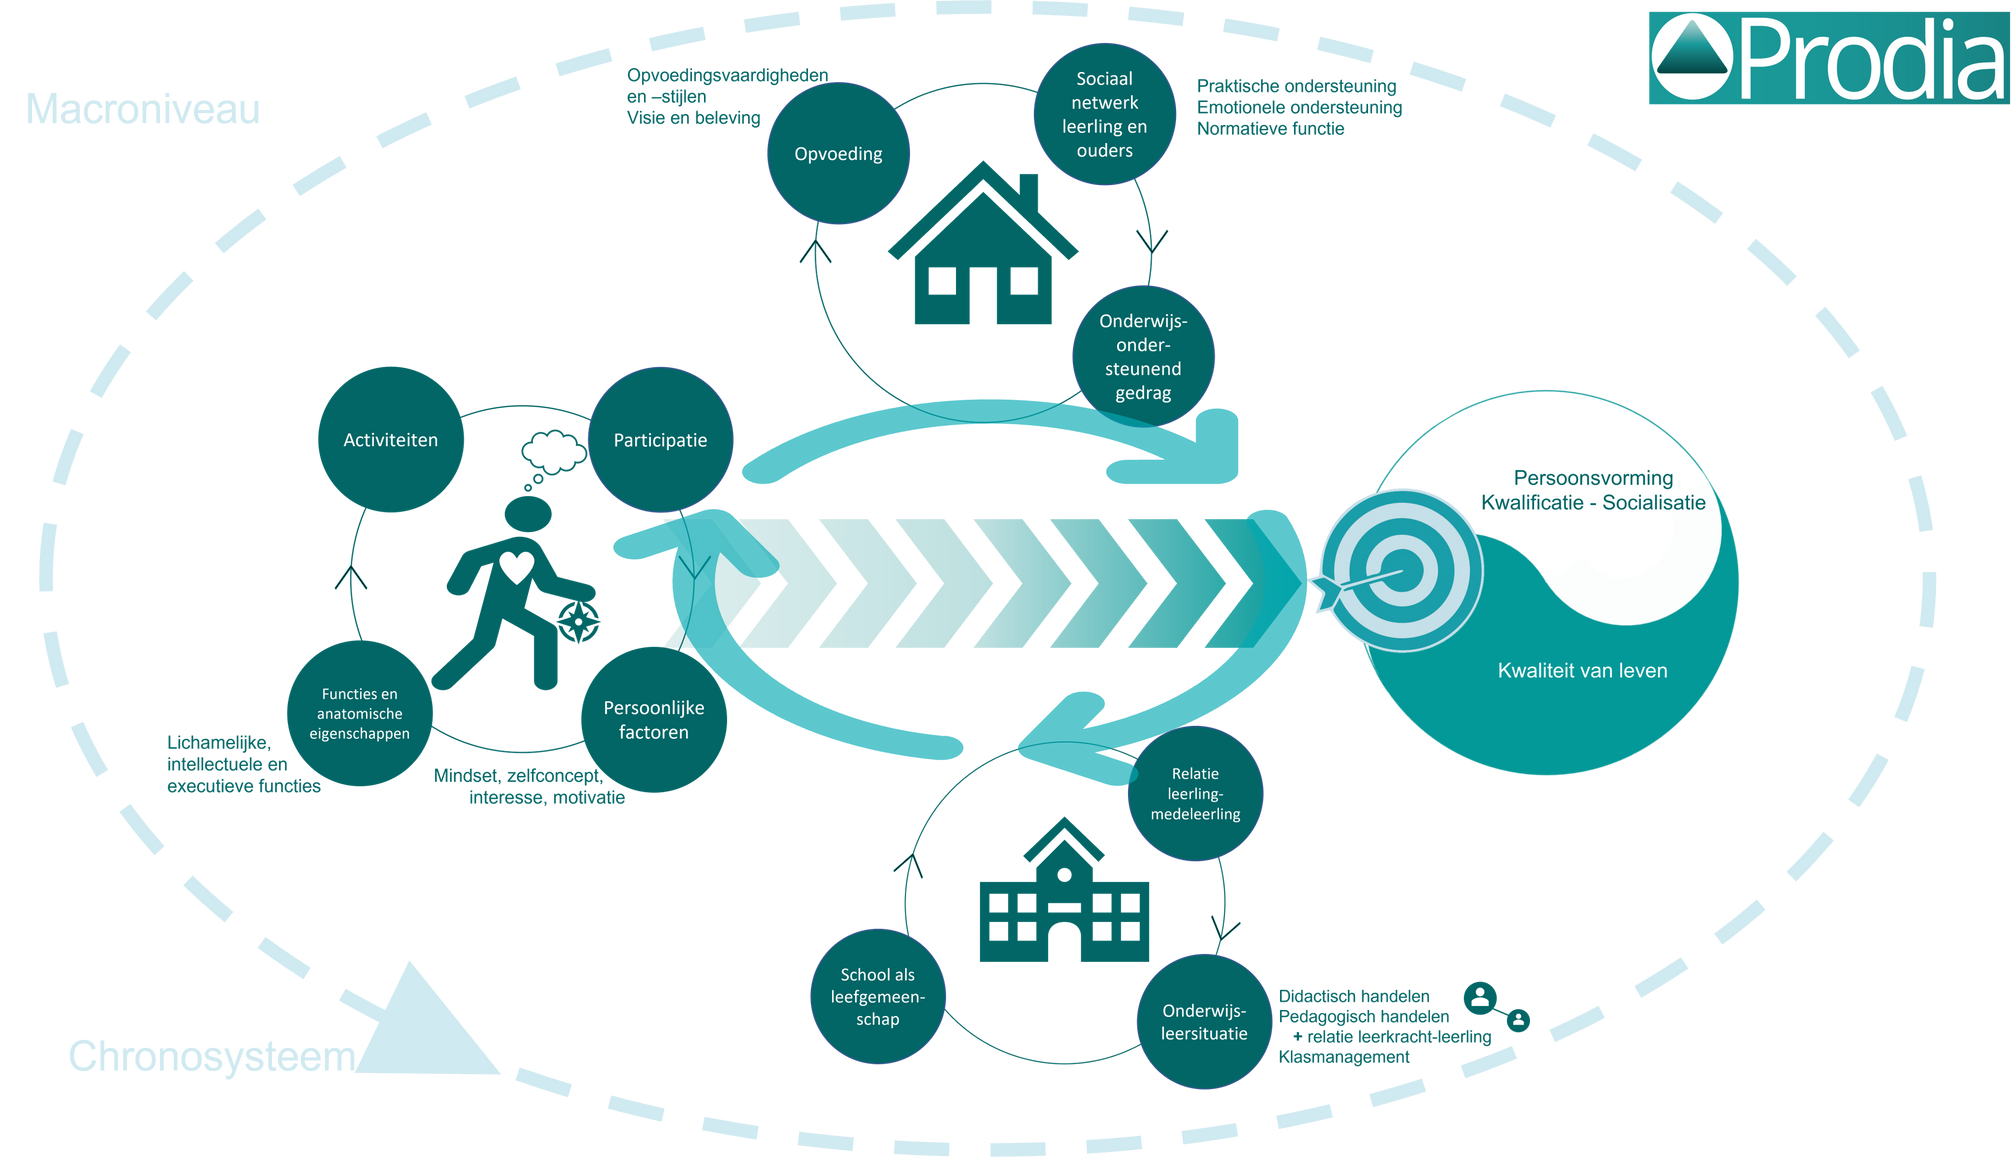 Prodia
Macroniveau
Opvoedingsvaardigheden
en –stijlen
Visie en beleving
Opvoeding
Sociaal
netwerk
leerling en
ouders
Praktische ondersteuning
Emotionele ondersteuning
Normatieve functie
Onderwijs-
onder-
steunend
gedrag
Activiteiten
Participatie
Functies en
anatomische
eigenschappen
Persoonlijke
factoren
Lichamelijke,
intellectuele en
executieve functies
Mindset, zelfconcept,
interesse, motivatie
Persoonsvorming
Kwalificatie - Socialisatie
Kwaliteit van leven
Relatie
leerling-
medeleerling
School als
leefgemeen-
schap
Onderwijs-
leersituatie
Didactisch handelen
Pedagogisch handelen
+ relatie leerkracht-leerling
Klasmanagement
Chronosysteem